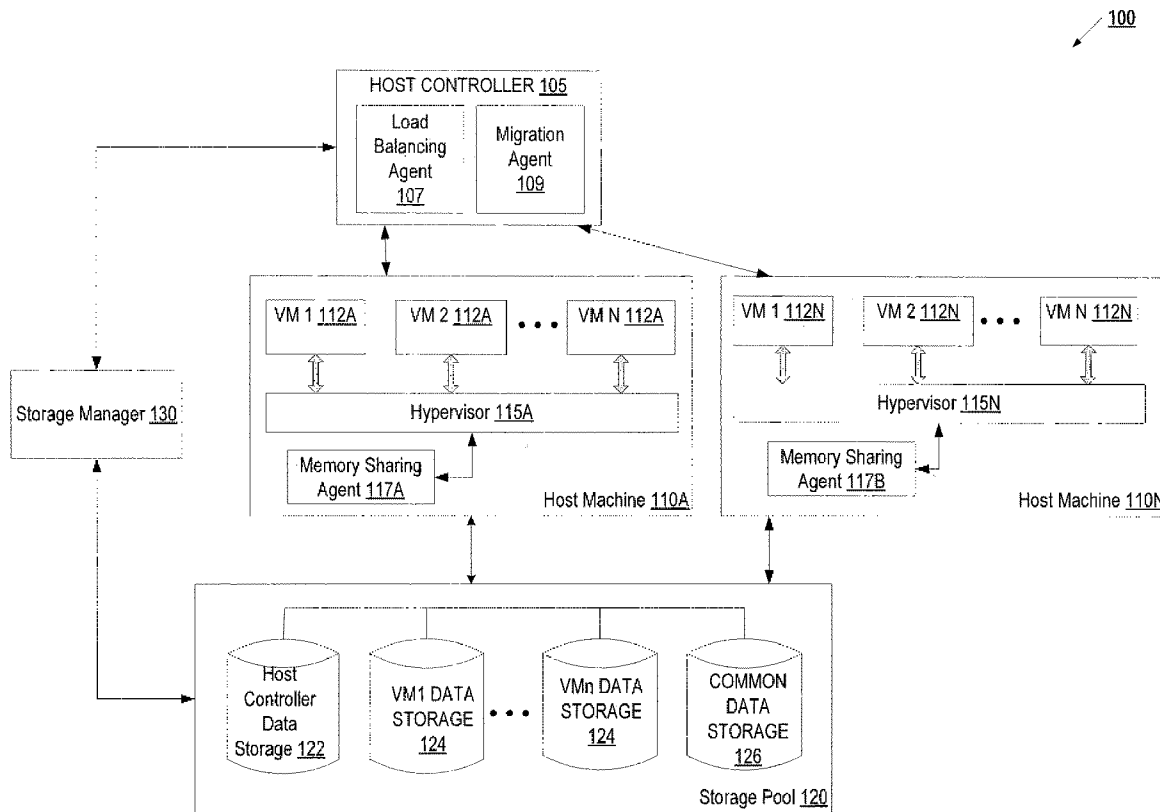 100
HOST CONTROLLER 105
Load
Balancing
Agent
107
Migration
Agent
109
VM 1 112A
VM 2 112A
VM N 112A
Hypervisor 115A
Memory Sharing
Agent 117A
Host Machine 110A
VM 1 112N
VM 2 112N
VM N 112N
Hypervisor 115N
Memory Sharing
Agent 117B
Host Machine 110N
Storage Manager 130
Host
Controller
Data
Storage 122
VM1 DATA
STORAGE
124
VMn DATA
STORAGE
124
COMMON
DATA
STORAGE
126
Storage Pool 120